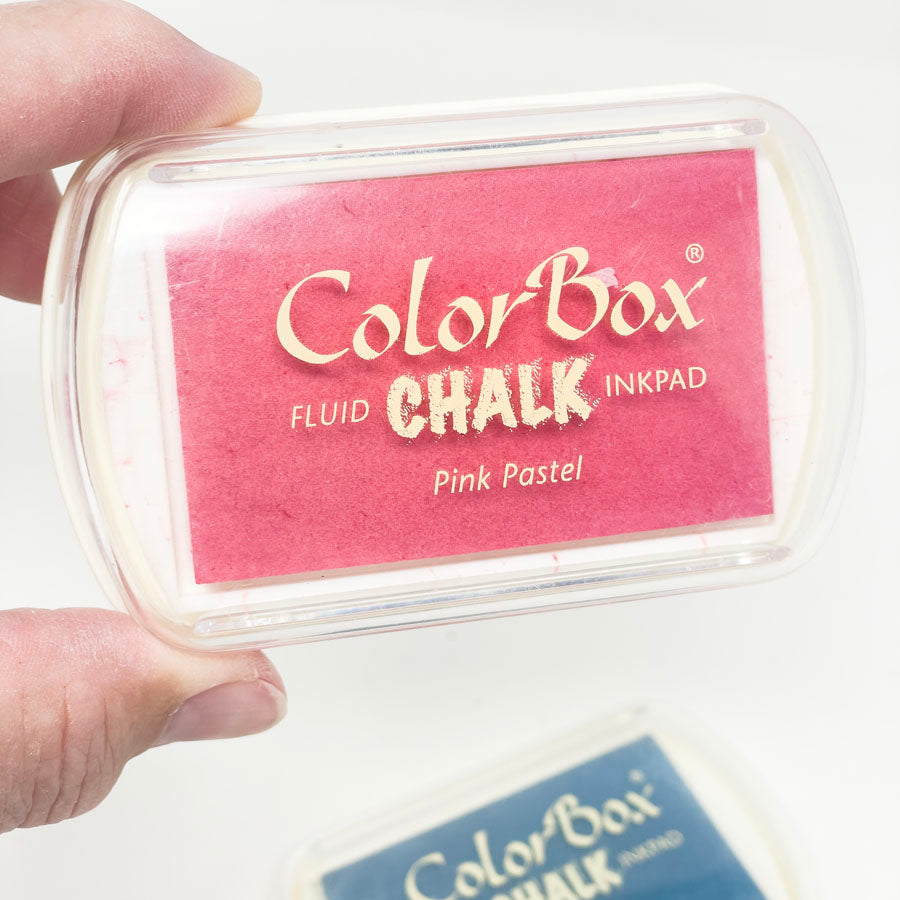 ColorBox®
FLUID CHALK INKPAD
Pink Pastel
ColorBox
CHALK INKPAD